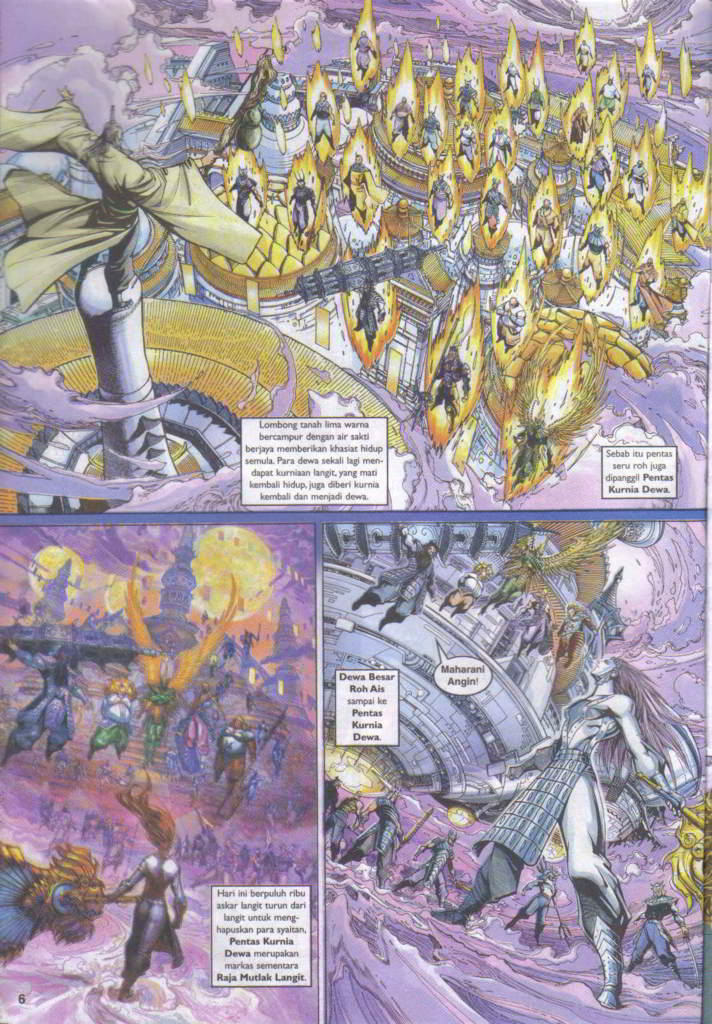 Lombong tanah lima warna
bercampur dengan air sakti
berjaya memberikan khasiat hidup
semula. Para dewa sekali lagi men-
dapat kurniaan langit, yang mati
kembali hidup, juga diberi kurnia
kembali dan menjadi dewa.
Sebab itu pentas
seru roh juga
dipanggil Pentas
Kurnia Dewa.
Hari ini berpuluh ribu
askar langit turun dari
langit untuk meng-
hapuskan para syaitan,
Pentas Kurnia
Dewa merupakan
markas sementara
Raja Mutlak Langit.
6
Dewa Besar
Roh Ais
sampai ke
Pentas
Kurnia
Dewa.
Maharani
Angin!